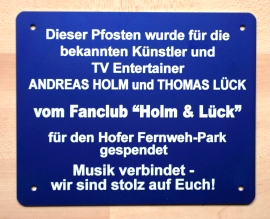 Dieser Pfosten wurde für die
bekannten Künstler und
TV Entertainer
ANDREAS HOLM und THOMAS LÜCK
vom Fanclub "Holm & Lück"
für den Hofer Fernweh-Park
gespendet
Musik verbindet -
wir sind stolz auf Euch!